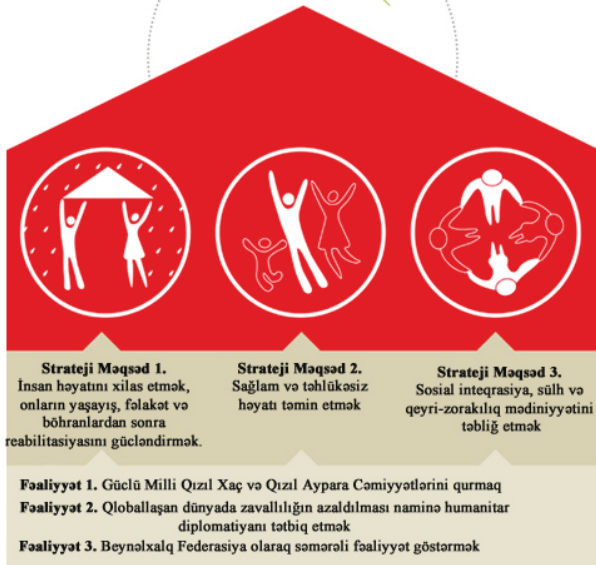 Strateji Məqsəd 1.
İnsan həyatını xilas etmək,
onların yaşayış, fəlakət və
böhranlardan sonra
reabilitasiyasını gücləndirmək.
Strateji Məqsəd 2.
Sağlam və təhlükəsiz
həyatı təmin etmək
Strateji Məqsəd 3.
Sosial inteqrasiya, sülh və
qeyri-zorakılıq mədiniyyətini
təbliğ etmək
Fəaliyyət 1. Güclü Milli Qızıl Xaç və Qızıl Aypara Cəmiyyətlərini qurmaq
Fəaliyyət 2. Qloballaşan dünyada zavallılığın azaldılması naminə humanitar
diplomatiyanı tətbiq etmək
Fəaliyyət 3. Beynəlxalq Federasiya olaraq səmərəli fəaliyyət göstərmək